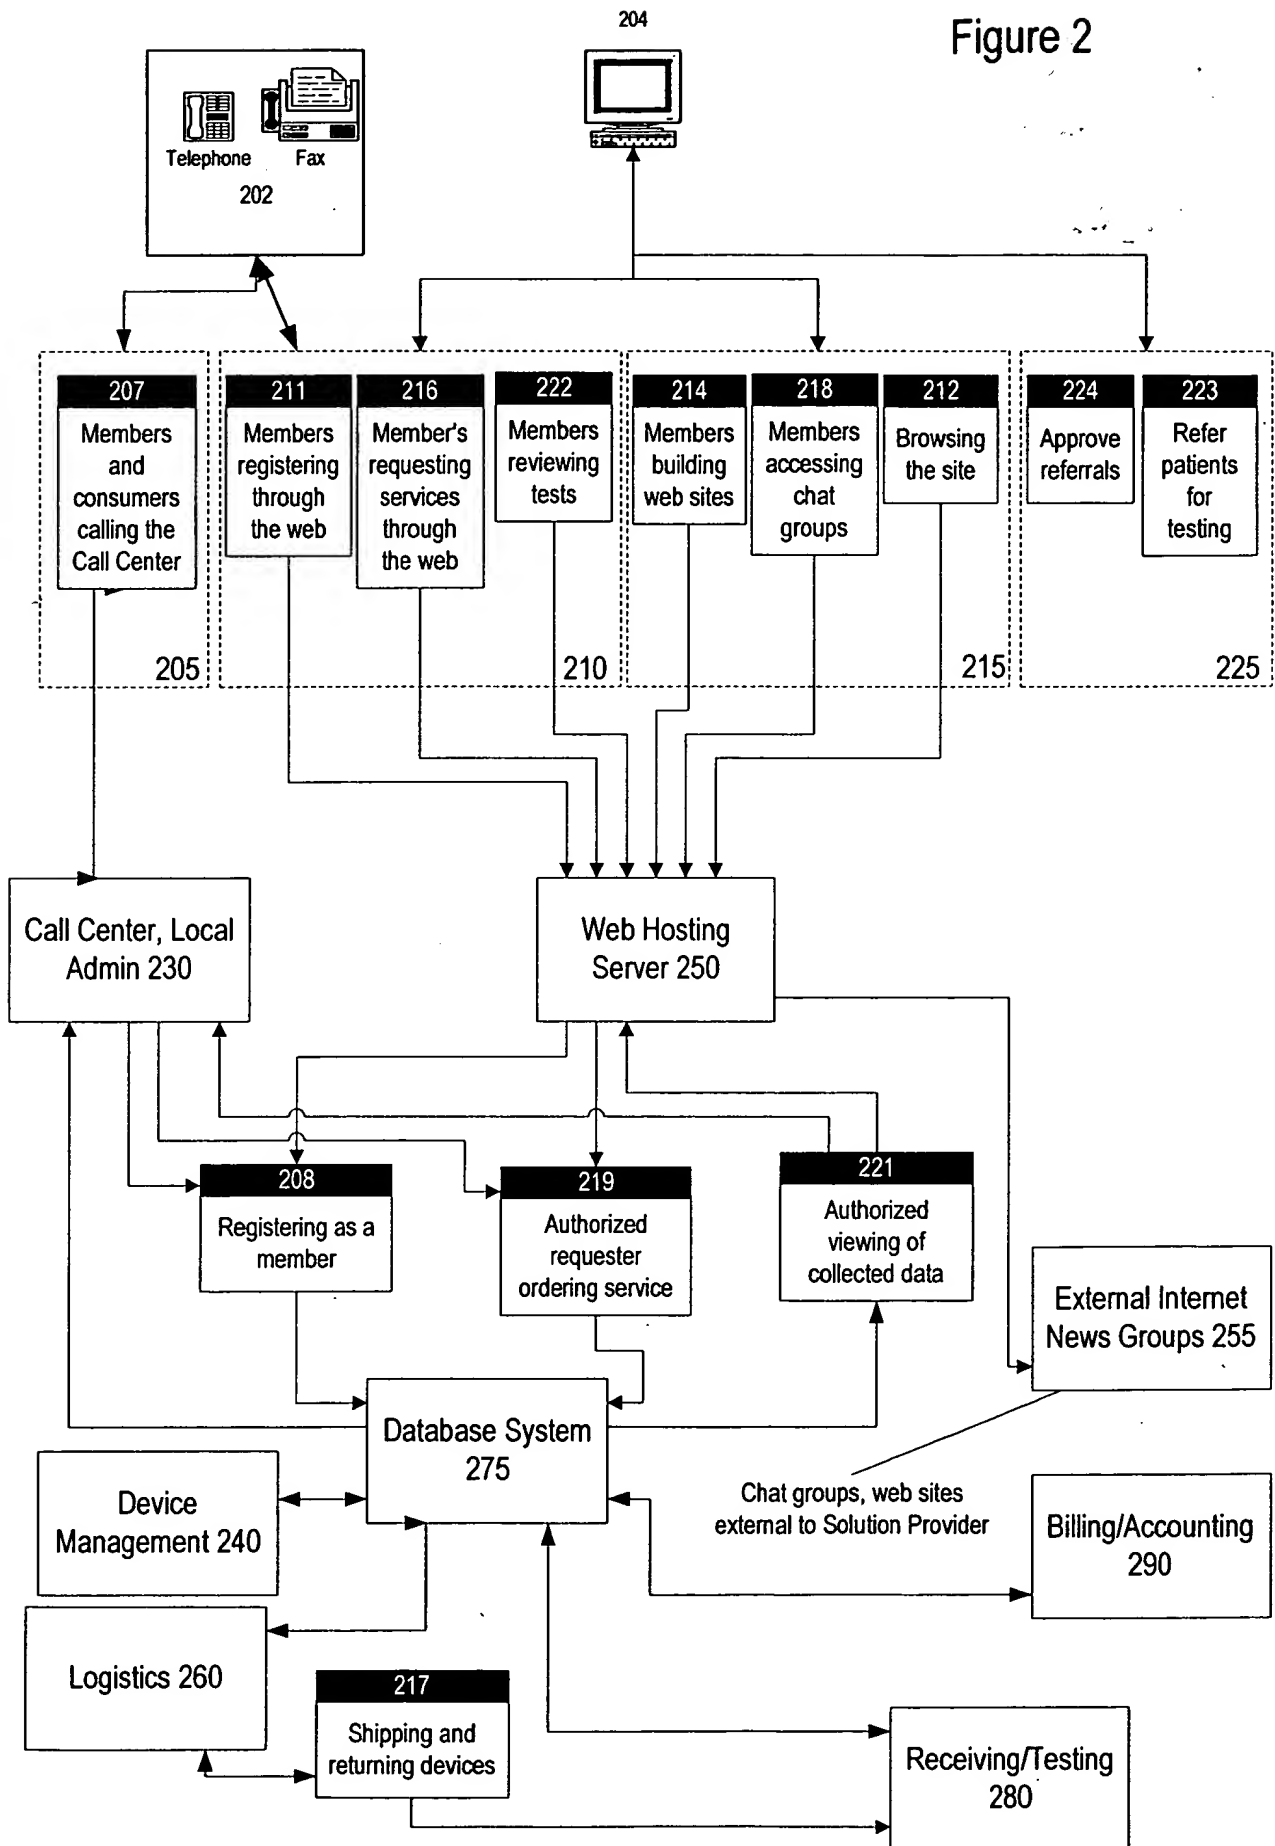 204
Figure 2
Telephone
Fax
202
207
Members
and
consumers
calling the
Call Center
211
Members
registering
through
the web
216
Member's
requesting
services
through
the web
222
Members
reviewing
tests
214
Members
building
web sites
218
Members
accessing
chat
groups
212
Browsing
the site
224
Approve
referrals
223
Refer
patients
for
testing
205
210
215
225
Call Center, Local
Admin 230
Web Hosting
Server 250
208
Registering as a
member
219
Authorized
requester
ordering service
221
Authorized
viewing of
collected data
External Internet
News Groups 255
Database System
275
Chat groups, web sites
external to Solution Provider
Device
Management 240
Billing/Accounting
290
Logistics 260
217
Shipping and
returning devices
Receiving/Testing
280